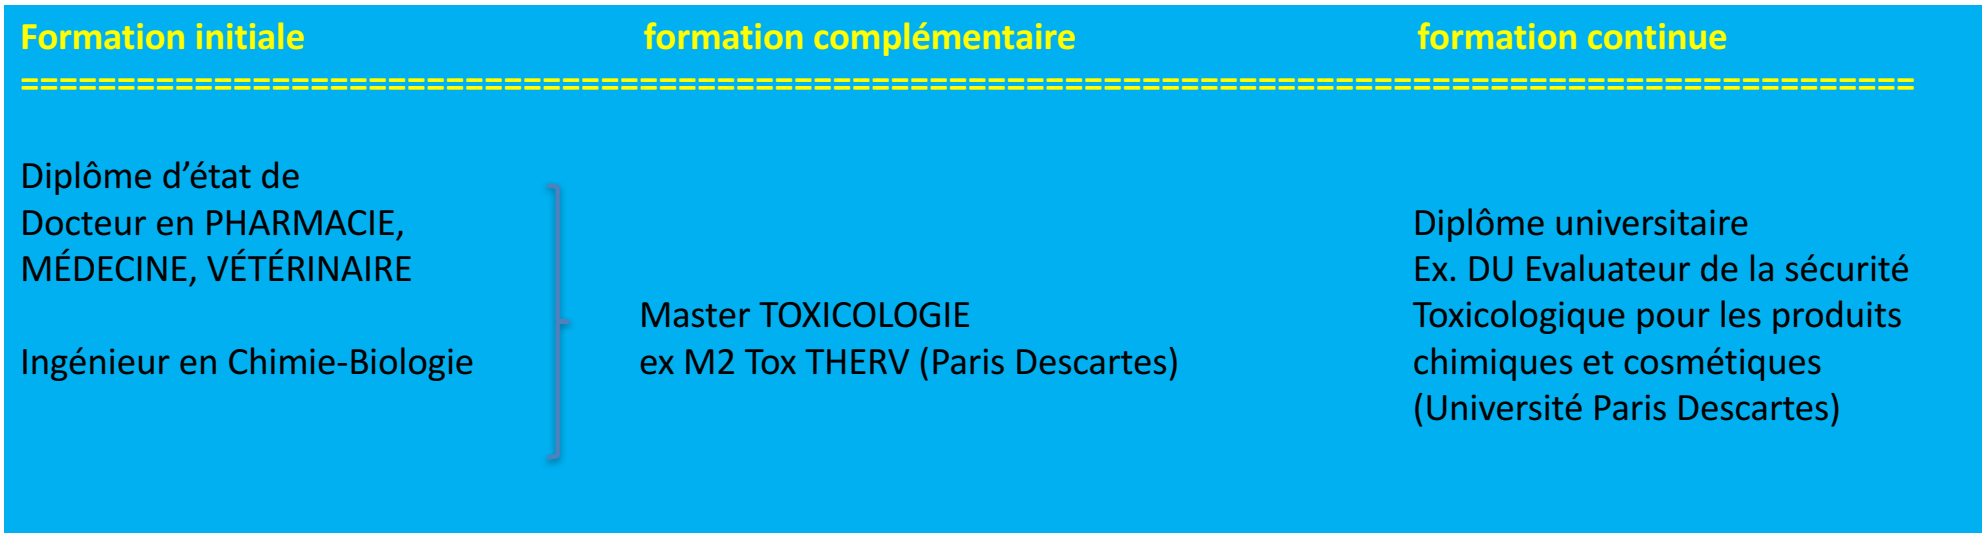 Formation initiale
formation complémentaire
formation continue
==================================================================================================
Diplôme d’état de
Docteur en PHARMACIE,
MÉDECINE, VÉTÉRINAIRE
Ingénieur en Chimie-Biologie
Master TOXICOLOGIE
ex M2 Tox THERV (Paris Descartes)
Diplôme universitaire
Ex. DU Evaluateur de la sécurité
Toxicologique pour les produits
chimiques et cosmétiques
(Université Paris Descartes)